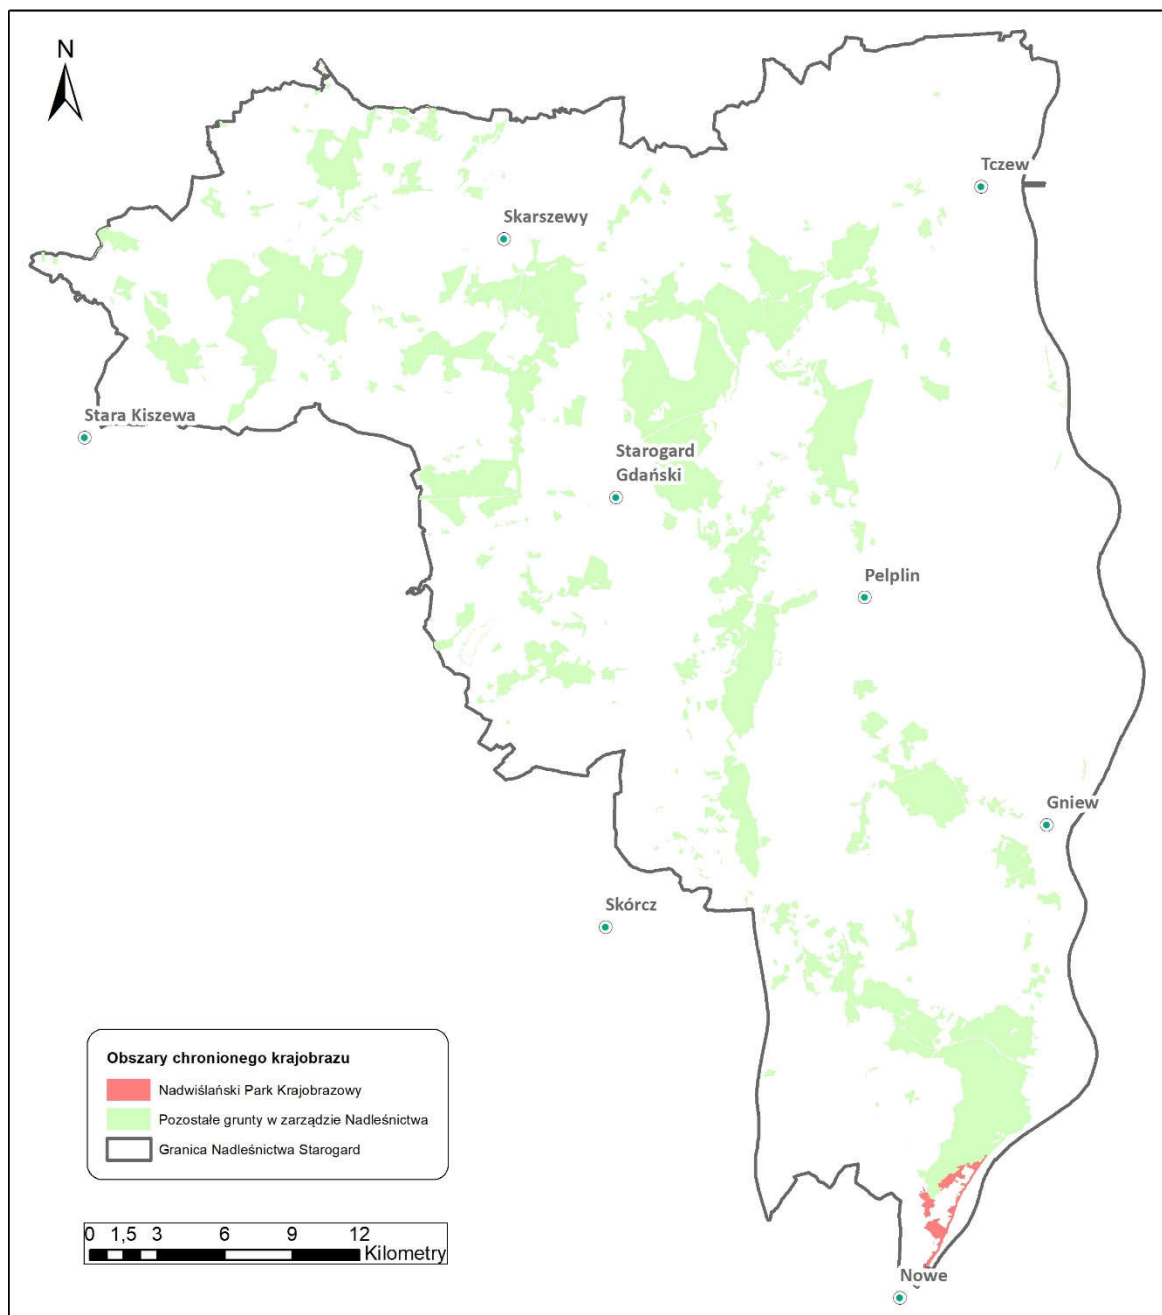 N
Tczew
Skarszewy
Stara Kiszewa
Starogard
Gdański
Pelplin
Gniew
Skórcz
Obszary chronionego krajobrazu
Nadwiślański Park Krajobrazowy
Pozostałe grunty w zarządzie Nadleśnictwa
Granica Nadleśnictwa Starogard
0 1,5 3 6 9 12
Kilometry
Nowe